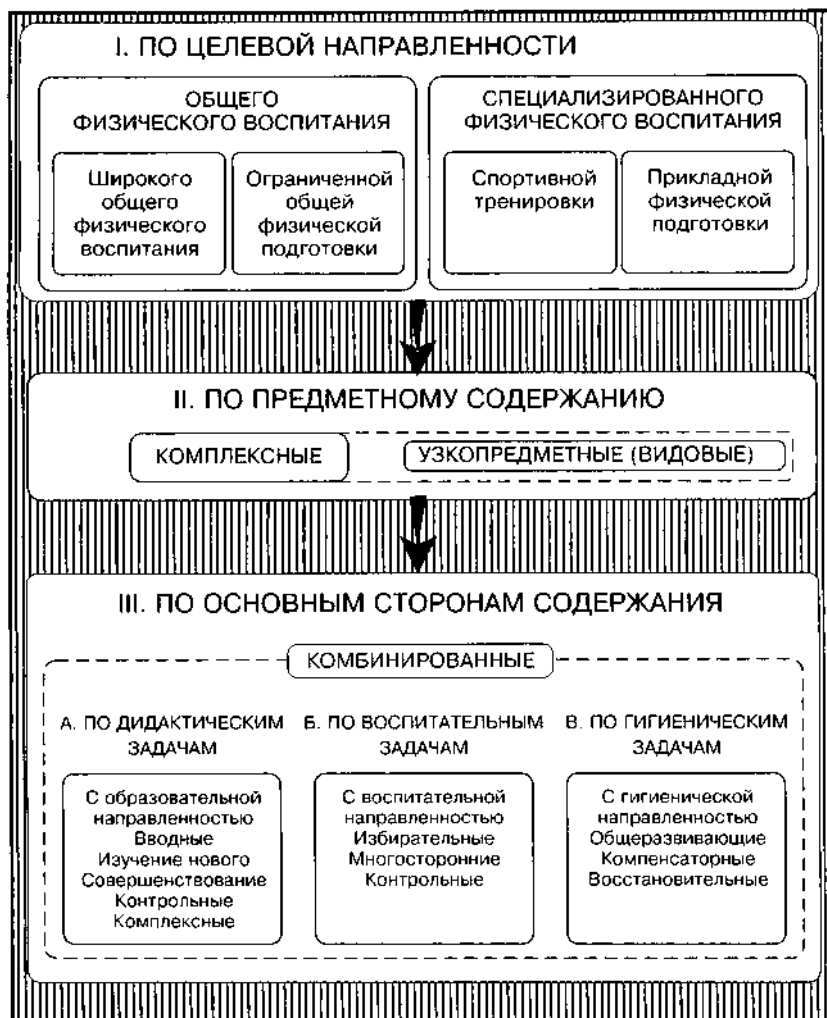 I. ПО ЦЕЛЕВОЙ НАПРАВЛЕННОСТИ
ОБЩЕГО
ФИЗИЧЕСКОГО ВОСПИТАНИЯ
Широкого
общего
физического
воспитания
Ограниченной
общей
физической
подготовки
СПЕЦИАЛИЗИРОВАННОГО
ФИЗИЧЕСКОГО ВОСПИТАНИЯ
Спортивной
тренировки
Прикладной
физической
подготовки
II. ПО ПРЕДМЕТНОМУ СОДЕРЖАНИЮ
КОМПЛЕКСНЫЕ
УЗКОПРЕДМЕТНЫЕ (ВИДОВЫЕ)
III. ПО ОСНОВНЫМ СТОРОНАМ СОДЕРЖАНИЯ
КОМБИНИРОВАННЫЕ
А. ПО ДИДАКТИЧЕСКИМ
ЗАДАЧАМ
С образовательной
направленностью
Вводные
Изучение нового
Совершенствование
Контрольные
Комплексные
Б. ПО ВОСПИТАТЕЛЬНЫМ
ЗАДАЧАМ
С воспитательной
направленностью
Избирательные
Многосторонние
Контрольные
В. ПО ГИГИЕНИЧЕСКИМ
ЗАДАЧАМ
С гигиенической
направленностью
Общеразвивающие
Компенсаторные
Восстановительные